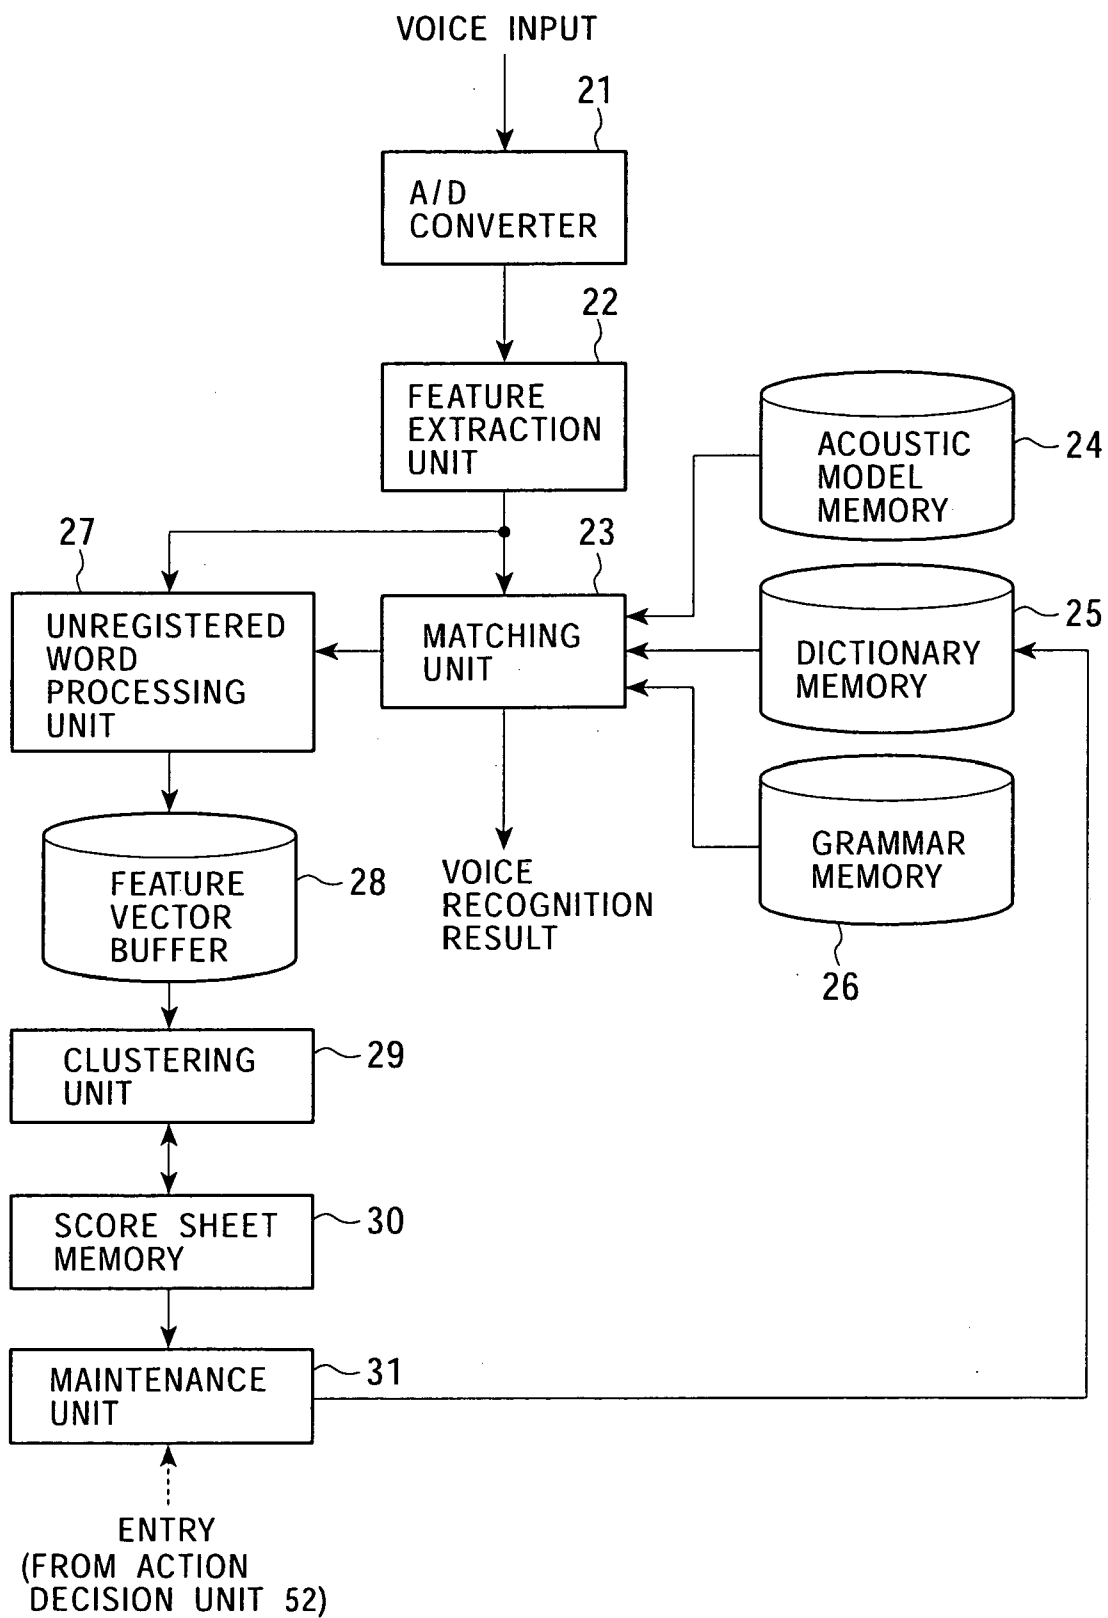 VOICE INPUT
21
A/D
CONVERTER
22
FEATURE
EXTRACTION
UNIT
24
ACOUSTIC
MODEL
MEMORY
27
UNREGISTERED
WORD
PROCESSING
UNIT
23
MATCHING
UNIT
25
DICTIONARY
MEMORY
GRAMMAR
MEMORY
26
VOICE
RECOGNITION
RESULT
FEATURE
VECTOR
BUFFER
28
CLUSTERING
UNIT
29
SCORE SHEET
MEMORY
30
MAINTENANCE
UNIT
31
ENTRY
(FROM ACTION
DECISION UNIT 52)